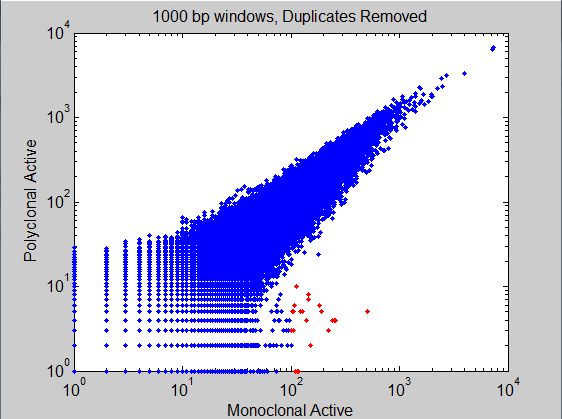 1000 bp windows, Duplicates Removed
10^4
10^3
10^2
10^1
10^0
Polyclonal Active
10^0 10^1 10^2 10^3 10^4
Monoclonal Active